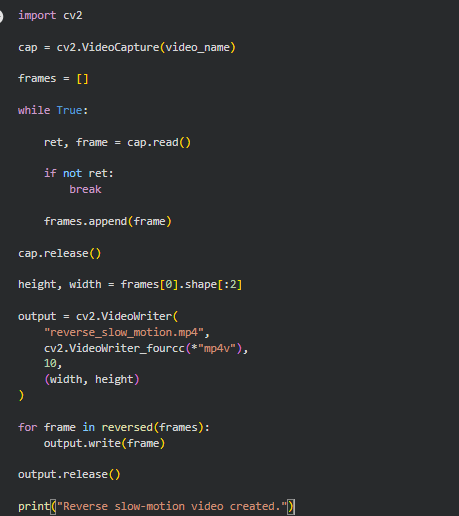 import cv2
cap = cv2.VideoCapture(video_name)
frames = []
while True:
    ret, frame = cap.read()
    if not ret:
        break
    frames.append(frame)
cap.release()
height, width = frames[0].shape[:2]
output = cv2.VideoWriter(
    "reverse_slow_motion.mp4",
    cv2.VideoWriter_fourcc(*"mp4v"),
    10,
    (width, height)
)
for frame in reversed(frames):
    output.write(frame)
output.release()
print("Reverse slow-motion video created.")